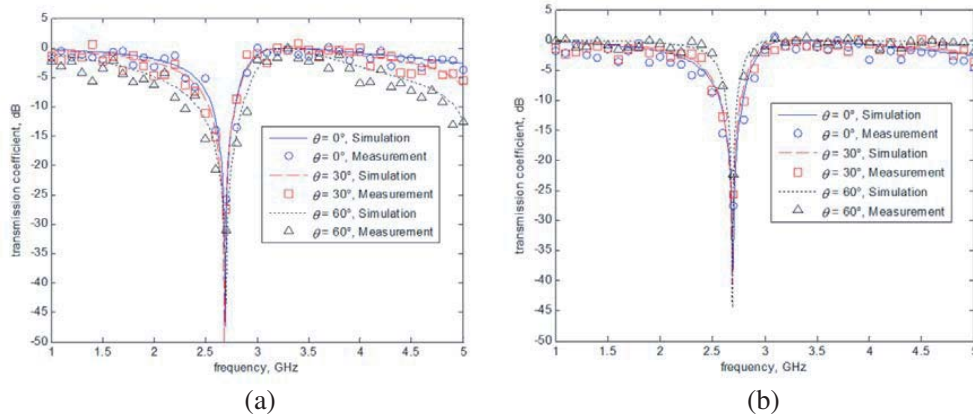 5
0
-5
-10
-15
-20
-25
-30
-35
-40
-45
-50
transmission coefficient, dB
θ = 0°, Simulation
θ = 0°, Measurement
θ = 30°, Simulation
θ = 30°, Measurement
θ = 60°, Simulation
θ = 60°, Measurement
1 1.5 2 2.5 3 3.5 4 4.5 5
frequency, GHz
(a)
5
0
-5
-10
-15
-20
-25
-30
-35
-40
-45
-50
transmission coefficient, dB
θ = 0°, Simulation
θ = 0°, Measurement
θ = 30°, Simulation
θ = 30°, Measurement
θ = 60°, Simulation
θ = 60°, Measurement
1 1.5 2 2.5 3 3.5 4 4.5 5
frequency, GHz
(b)